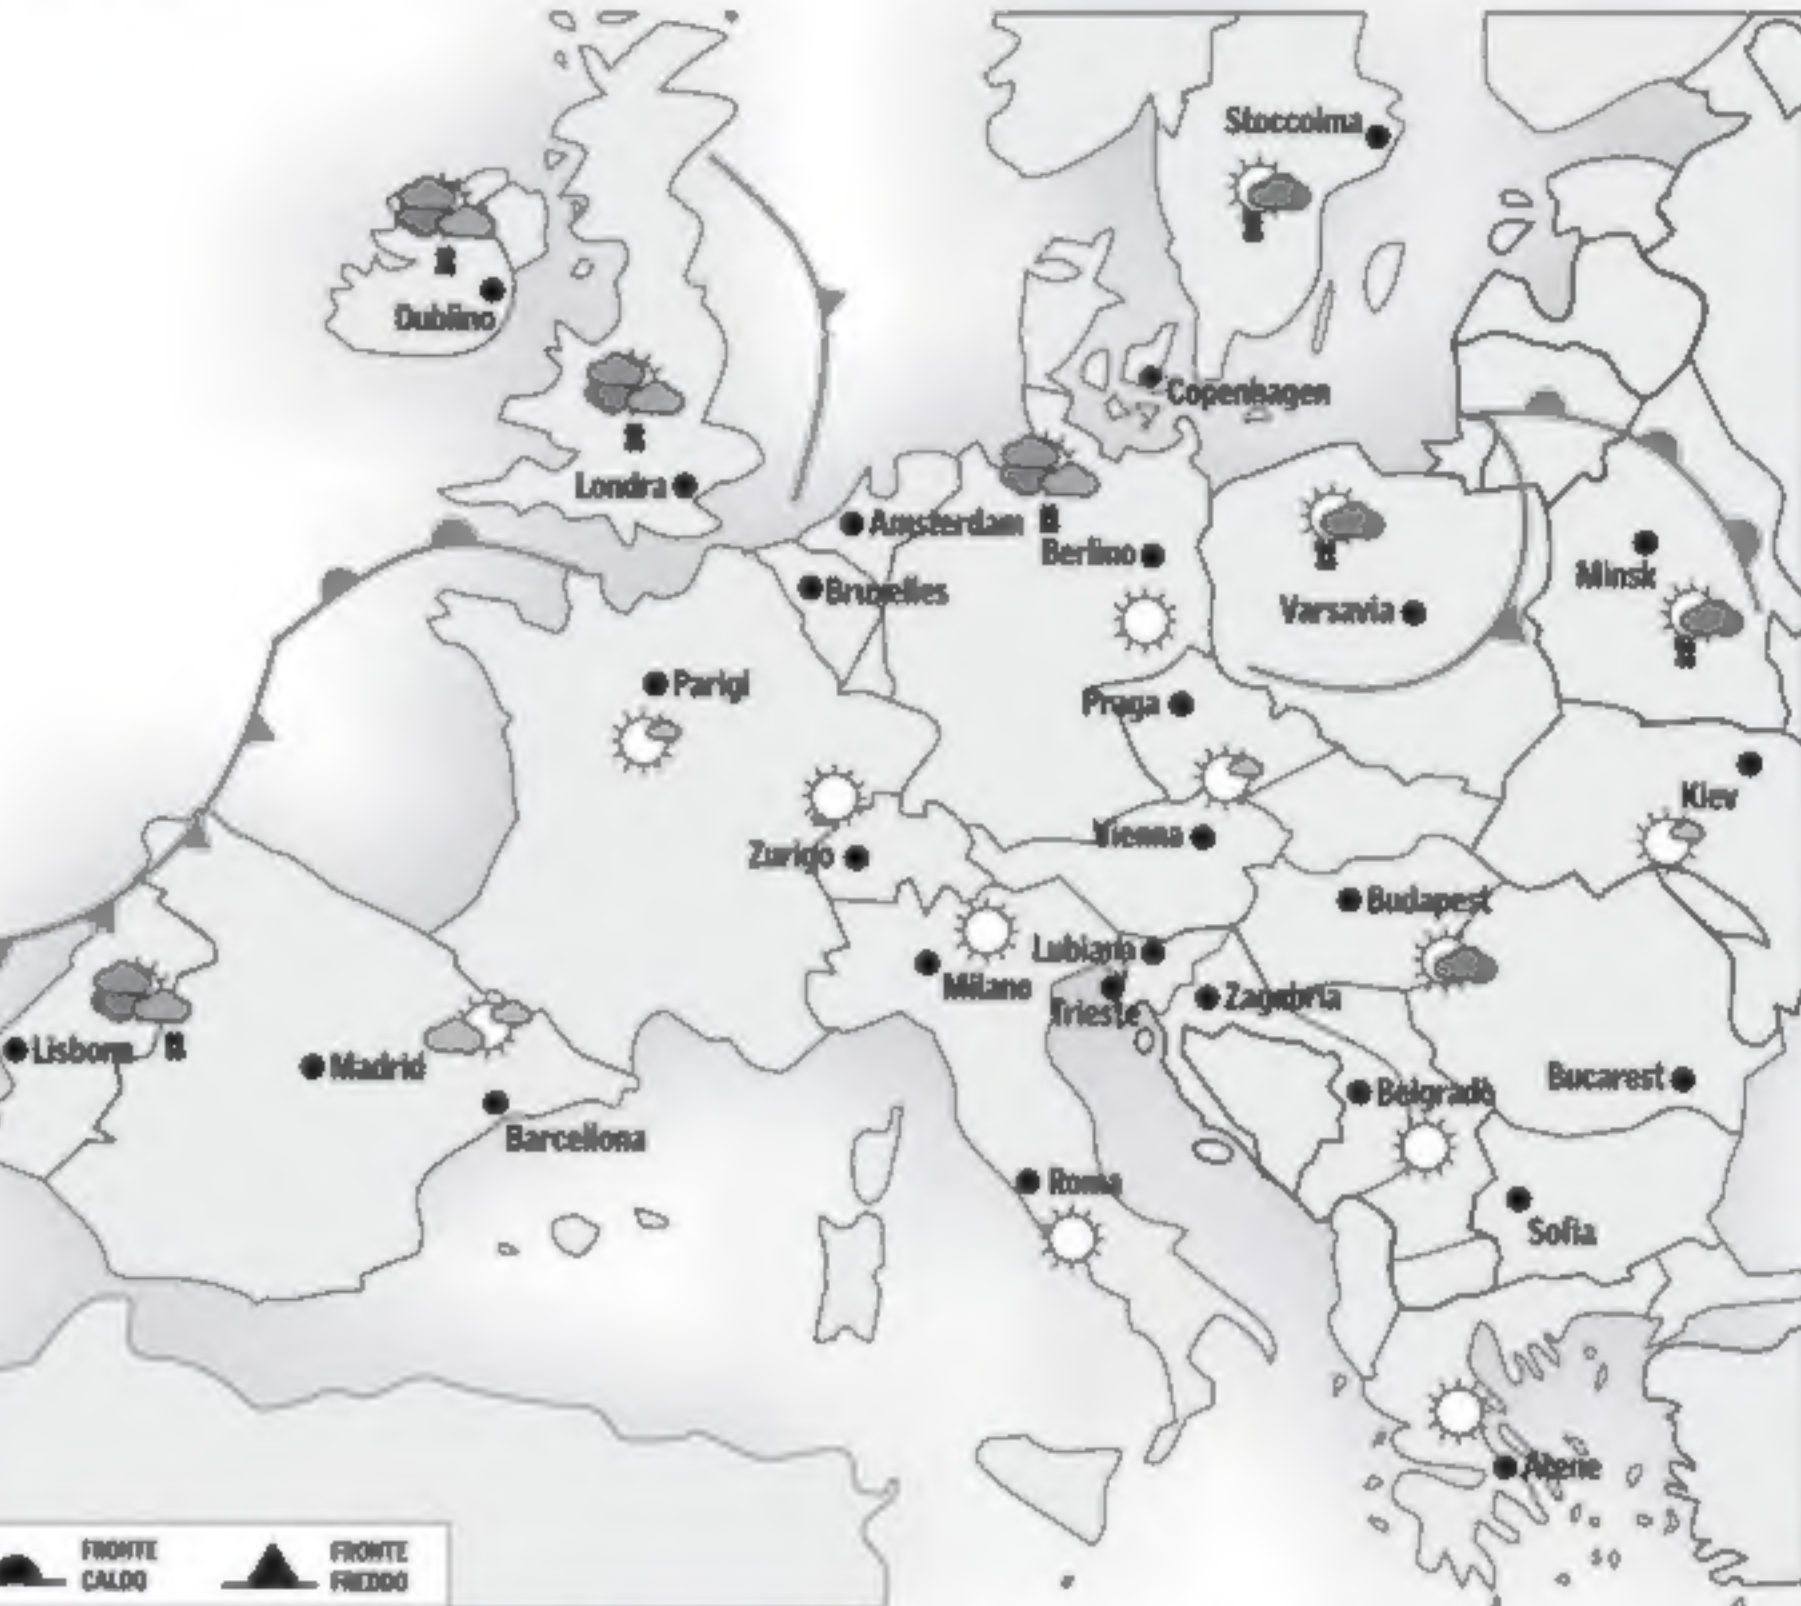 Stoccolma
Dublino
Copenhagen
Londra
Amsterdam
Berlino
Bruxelles
Minsk
Varsavia
Parigi
Praga
Kiev
Vienna
Zurigo
Budapest
Lubiana
Milano
Zagabria
Trieste
Lisbona
Madrid
Bucarest
Belgrado
Barcellona
Roma
Sofia
Atene
FRONTE
CALDO
FRONTE
FREDDO